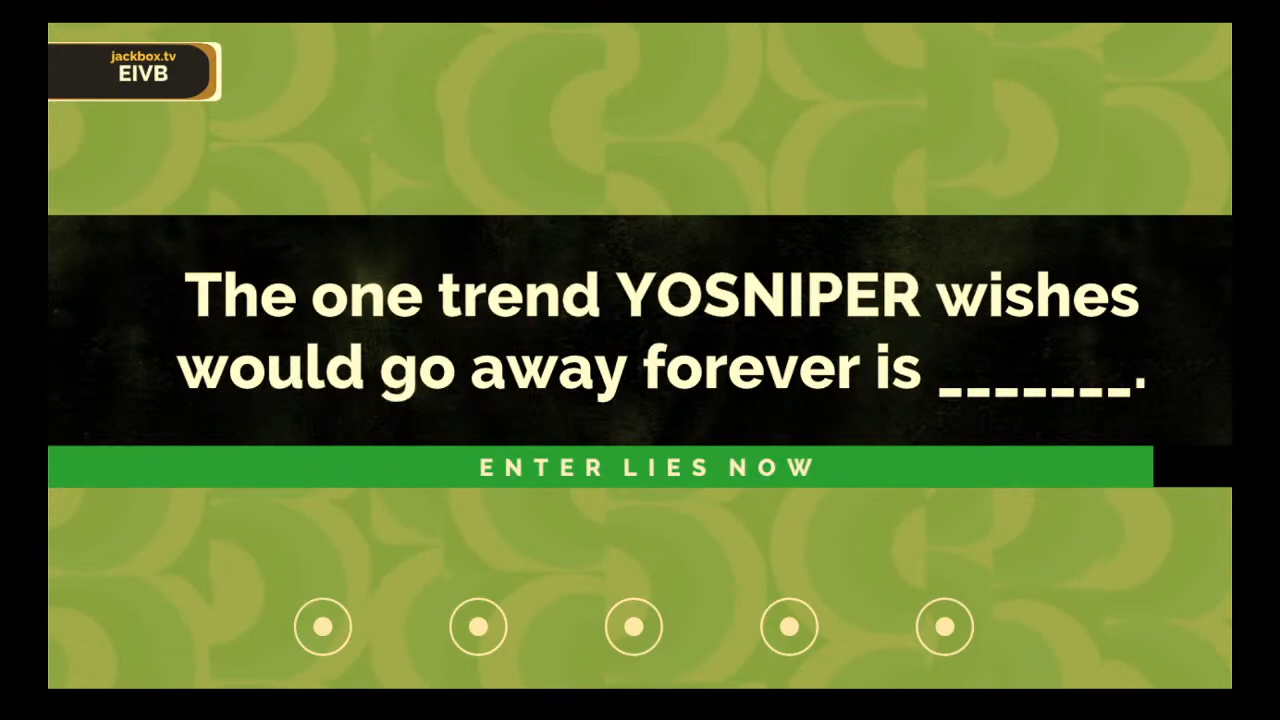 jackbox.tv
EIVB
The one trend YOSNIPER wishes
would go away forever is _______.
ENTER LIES NOW